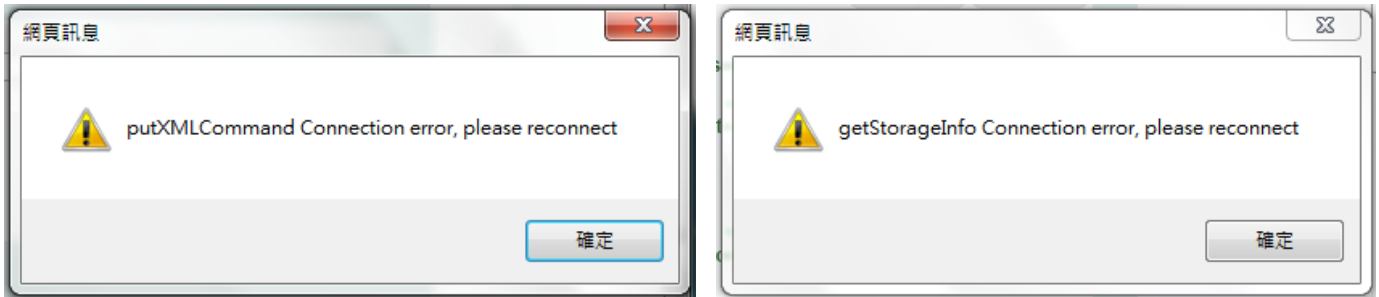 網頁訊息
putXMLCommand Connection error, please reconnect
確定
網頁訊息
getStorageInfo Connection error, please reconnect
確定